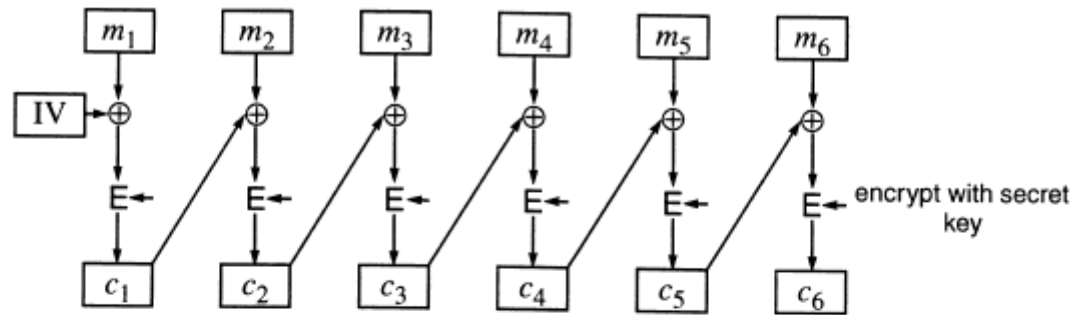 m1 m2 m3 m4 m5 m6
IV
E E E E E E encrypt with secret
key
c1 c2 c3 c4 c5 c6